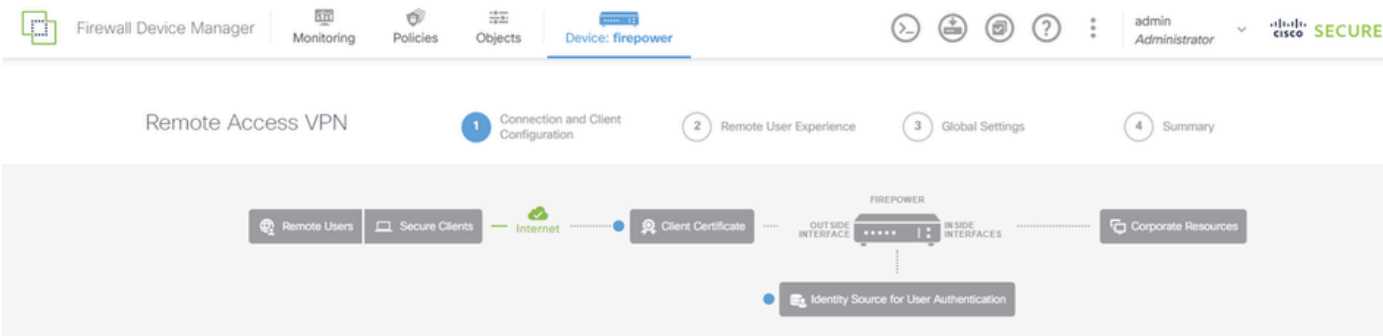 Firewall Device Manager
Monitoring
Policies
Objects
Device: firepower
admin
Administrator
cisco SECURE
Remote Access VPN
1 Connection and Client
Configuration
2 Remote User Experience
3 Global Settings
4 Summary
FIREPOWER
Remote Users
Secure Clients
Internet
Client Certificate
OUTSIDE
INTERFACE
INSIDE
INTERFACES
Corporate Resources
Identity Source for User Authentication